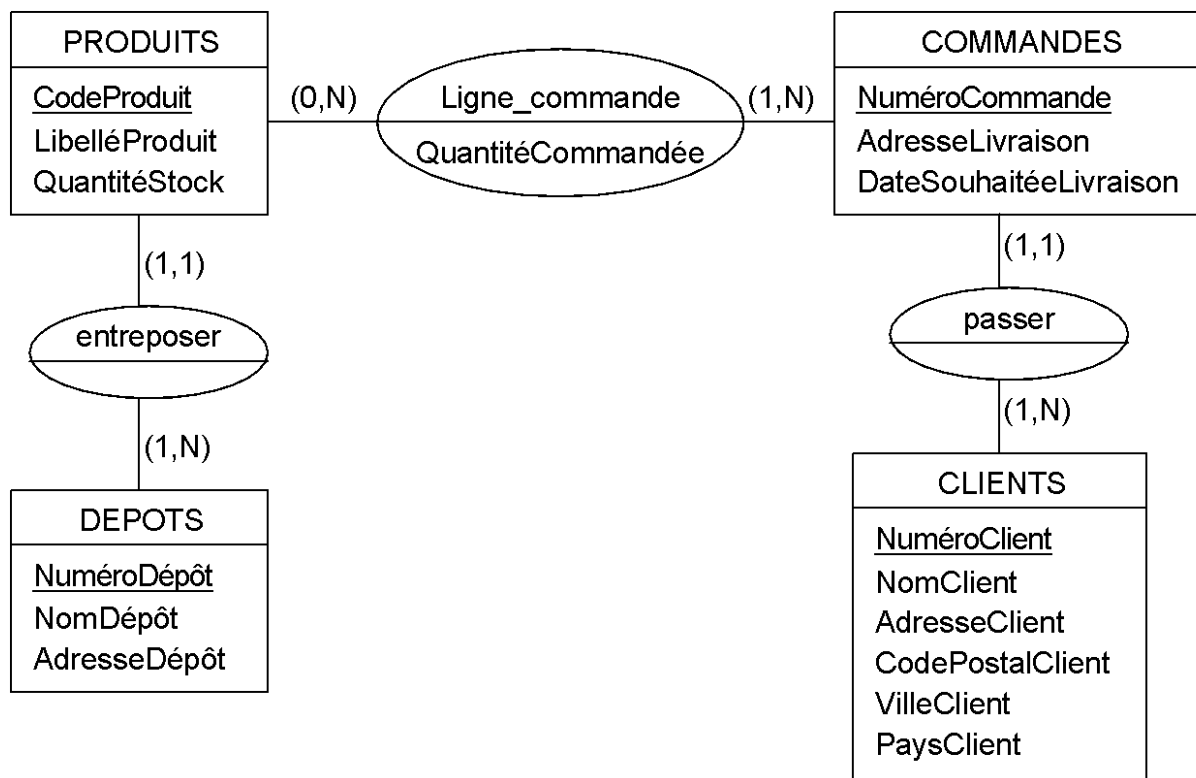 PRODUITS
CodeProduit
LibelléProduit
QuantitéStock
(0,N)
Ligne_commande
QuantitéCommandée
(1,N)
COMMANDES
NuméroCommande
AdresseLivraison
DateSouhaitéeLivraison
(1,1)
entreposer
(1,N)
DEPOTS
NuméroDépôt
NomDépôt
AdresseDépôt
(1,1)
passer
(1,N)
CLIENTS
NuméroClient
NomClient
AdresseClient
CodePostalClient
VilleClient
PaysClient